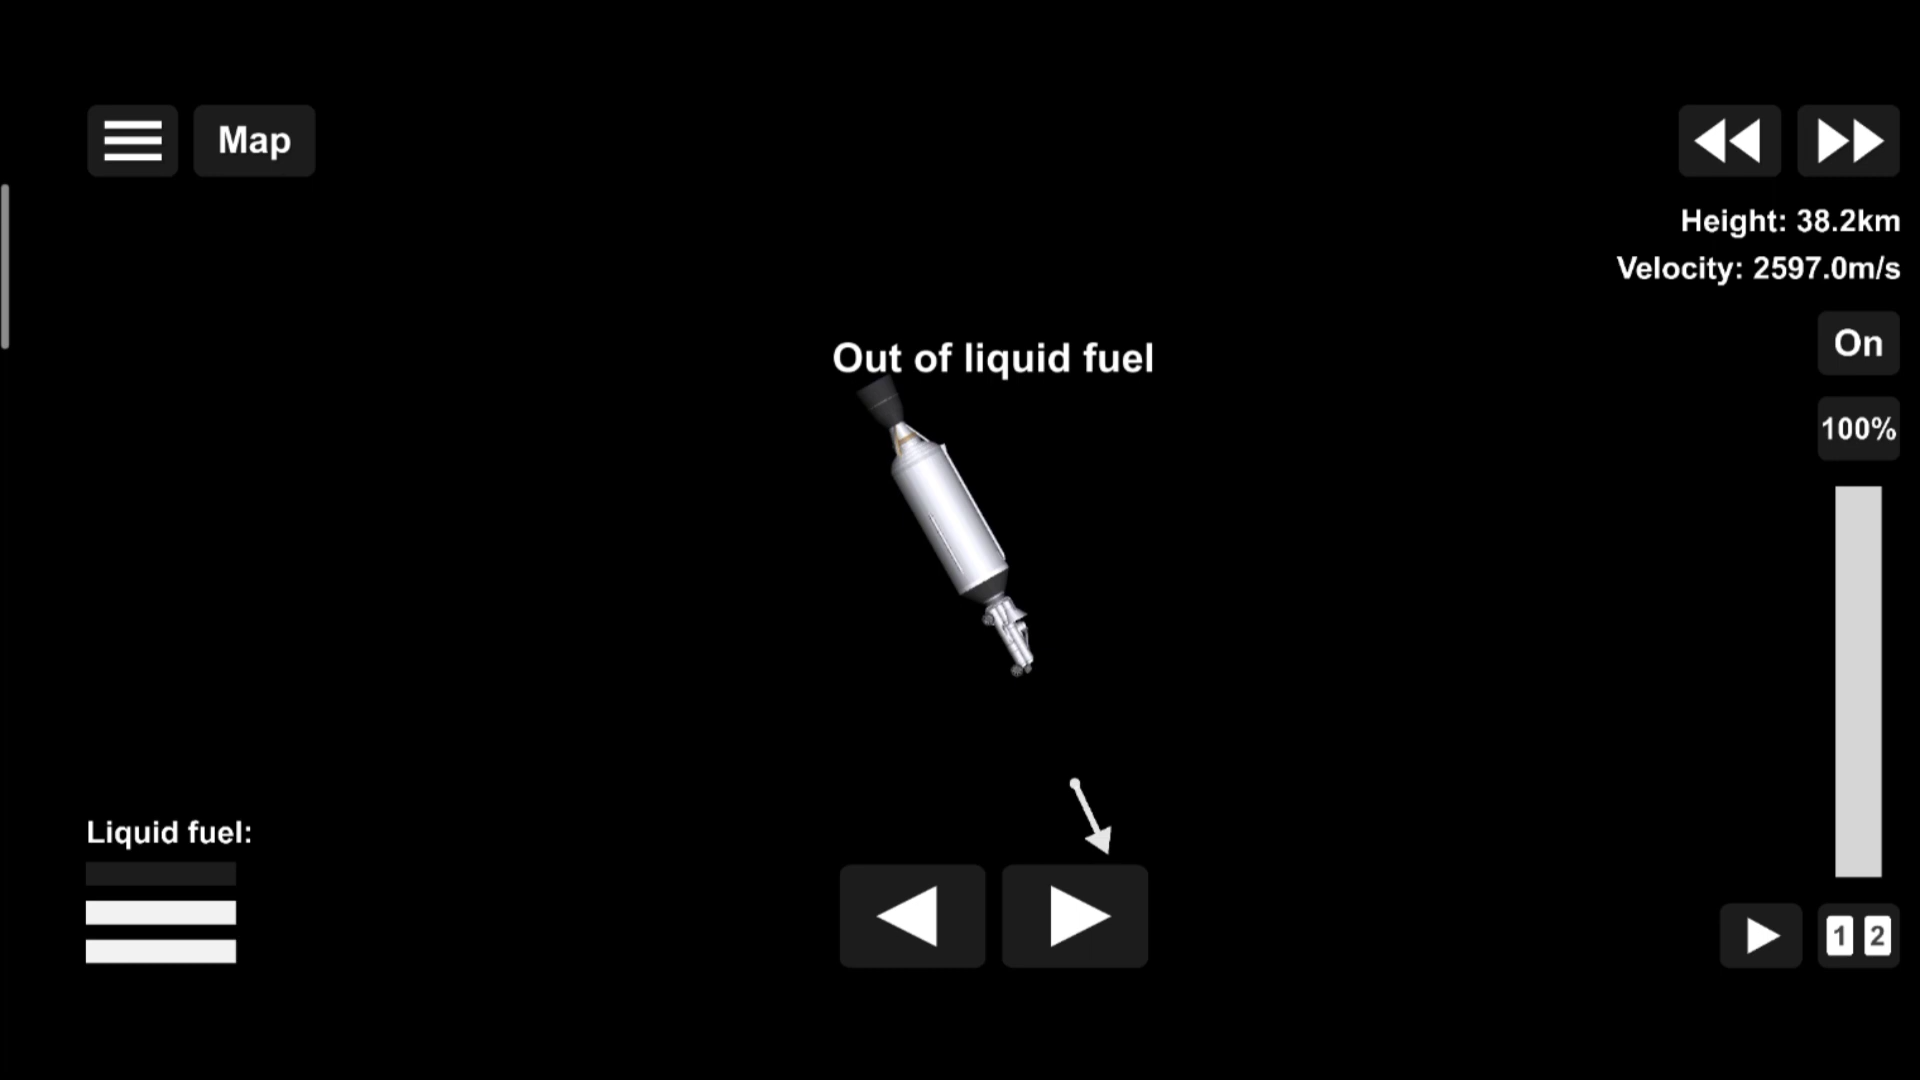 Map
Height: 38.2km
Velocity: 2597.0m/s
On
Out of liquid fuel
100%
Liquid fuel:
1 2